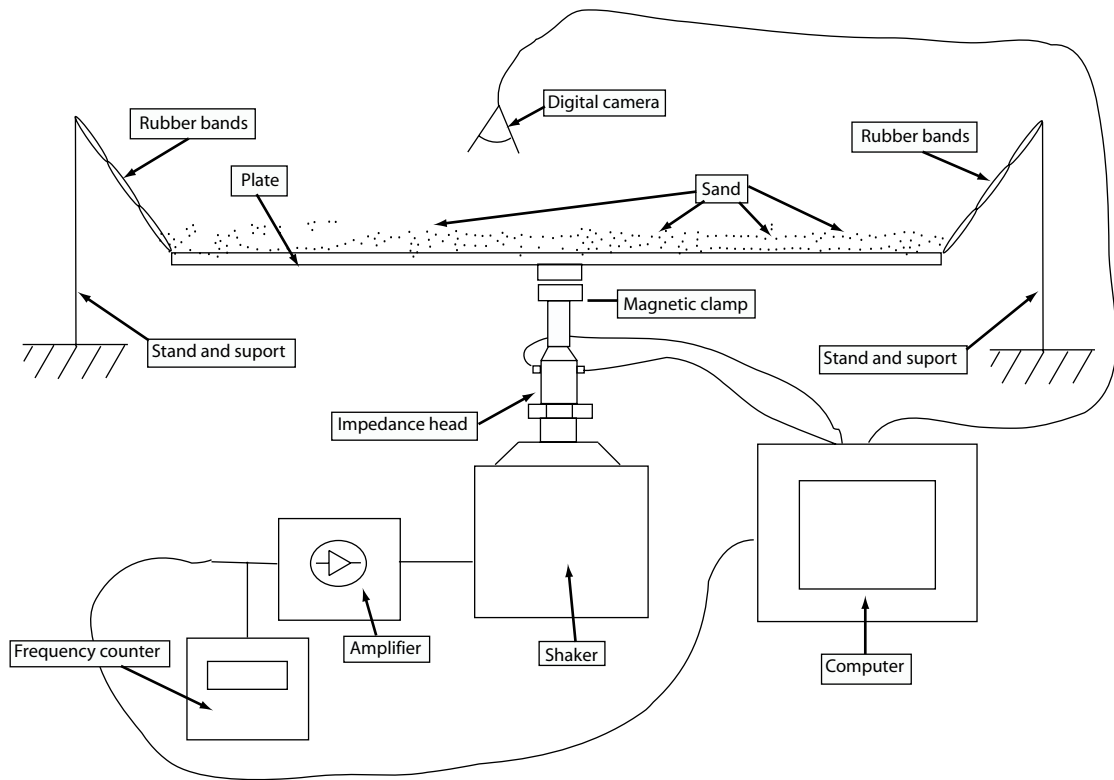 Digital camera
Rubber bands
Rubber bands
Plate
Sand
Magnetic clamp
Stand and suport
Stand and suport
Impedance head
Frequency counter
Amplifier
Shaker
Computer